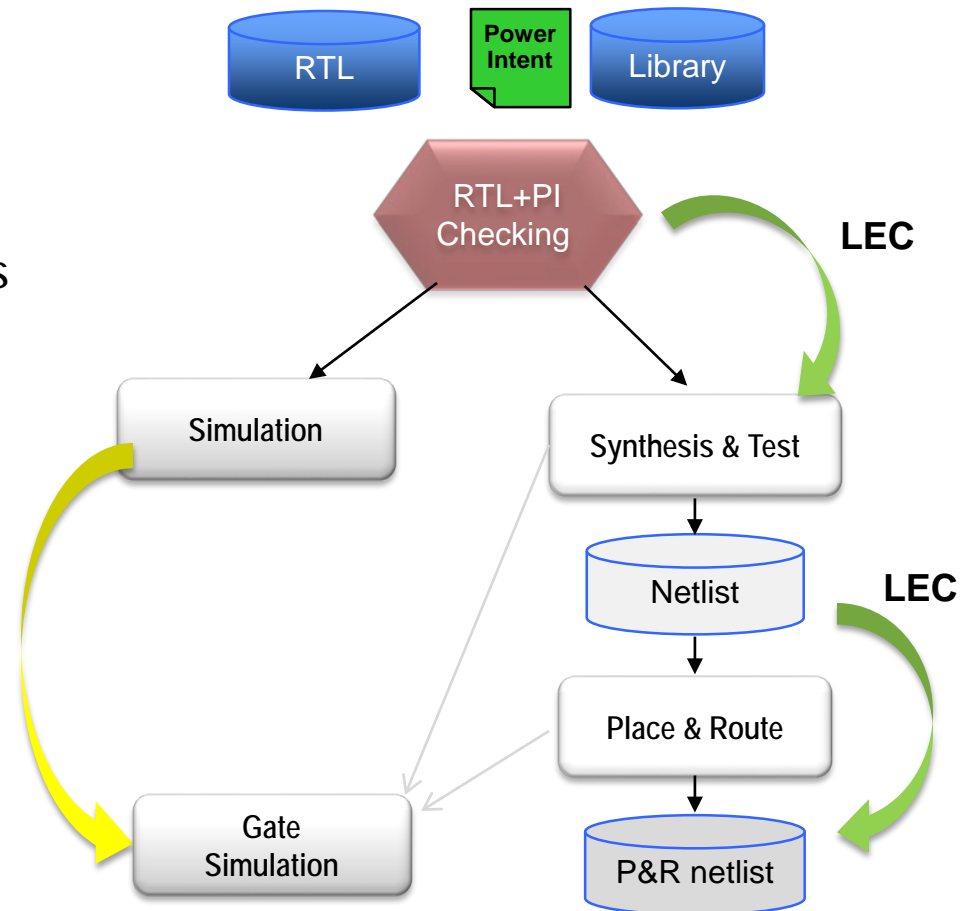 RTL
Power
Intent
Library
RTL+PI
Checking
LEC
s
Simulation
Synthesis & Test
Netlist
LEC
Place & Route
Gate
Simulation
P&R netlist